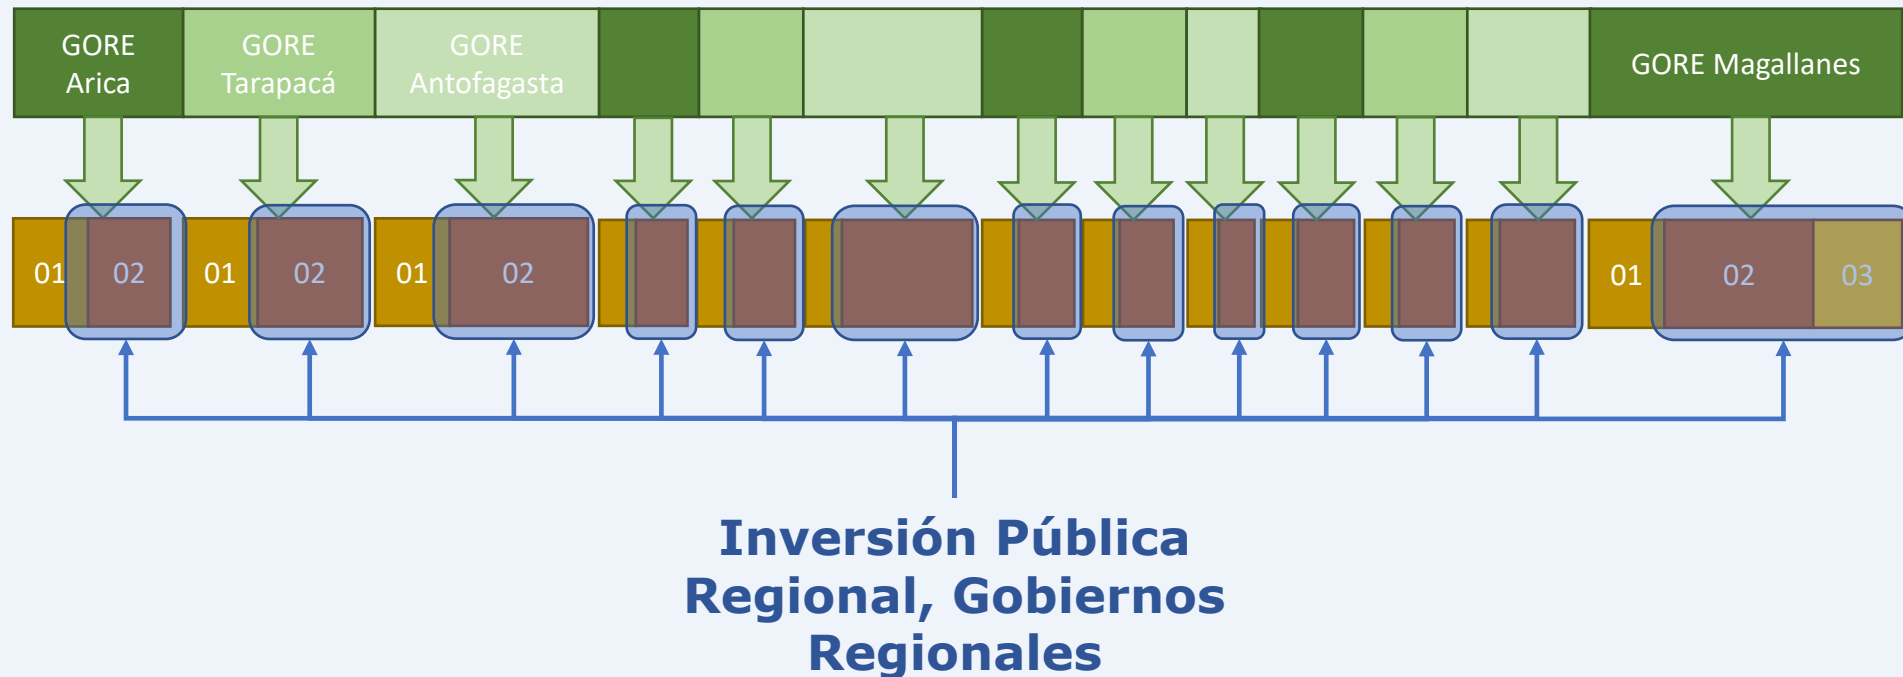 GORE
Arica
GORE
Tarapacá
GORE
Antofagasta
GORE Magallanes
01
02
01
02
01
02
01
02
03
Inversión Pública
Regional, Gobiernos
Regionales